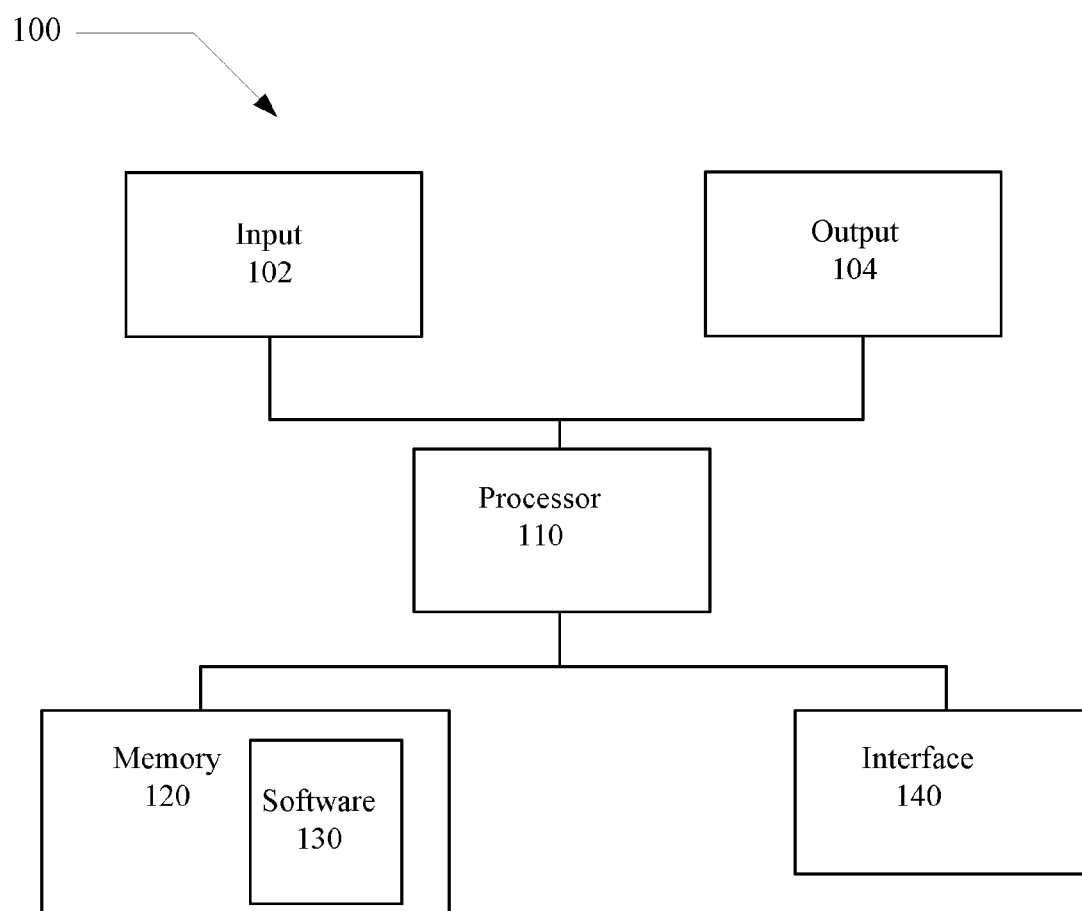 100
Input
102
Output
104
Processor
110
Memory
120
Software
130
Interface
140